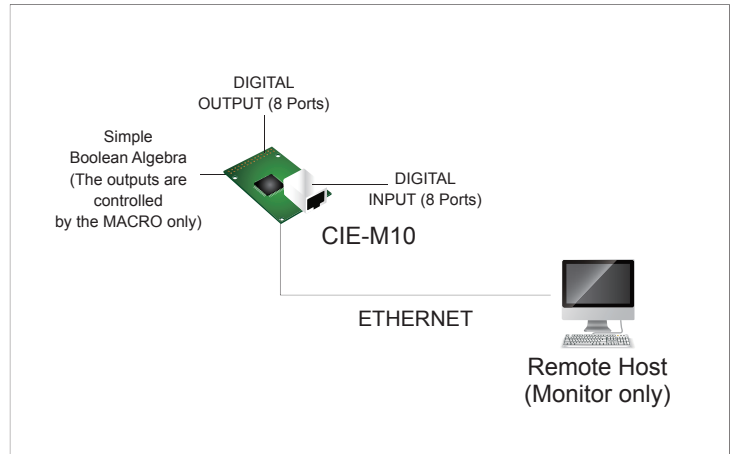 DIGITAL
OUTPUT (8 Ports)
Simple
Boolean Algebra
(The outputs are
controlled
by the MACRO only)
DIGITAL
INPUT (8 Ports)
CIE-M10
ETHERNET
Remote Host
(Monitor only)